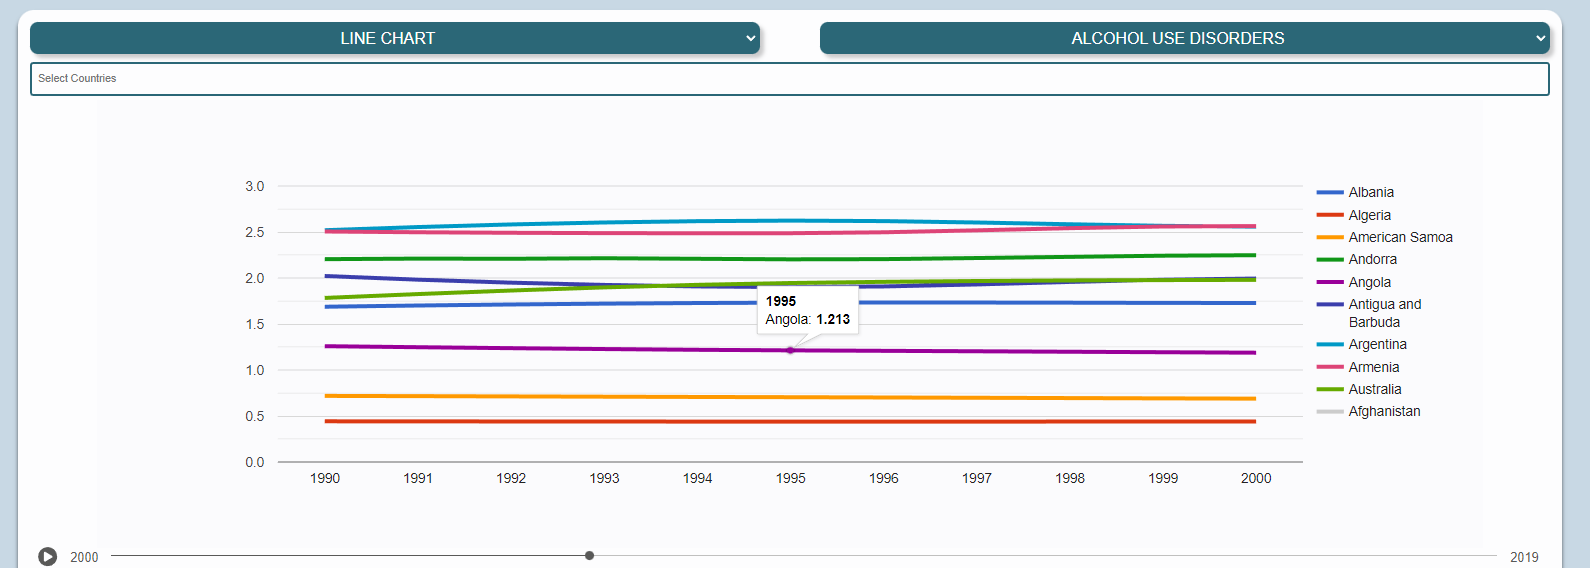 LINE CHART
ALCOHOL USE DISORDERS
Select Countries
3.0
2.5
2.0
1.5
1.0
0.5
0.0
1990 1991 1992 1993 1994 1995 1996 1997 1998 1999 2000
1995
Angola: 1.213
Albania
Algeria
American Samoa
Andorra
Angola
Antigua and
Barbuda
Argentina
Armenia
Australia
Afghanistan
2000
2019